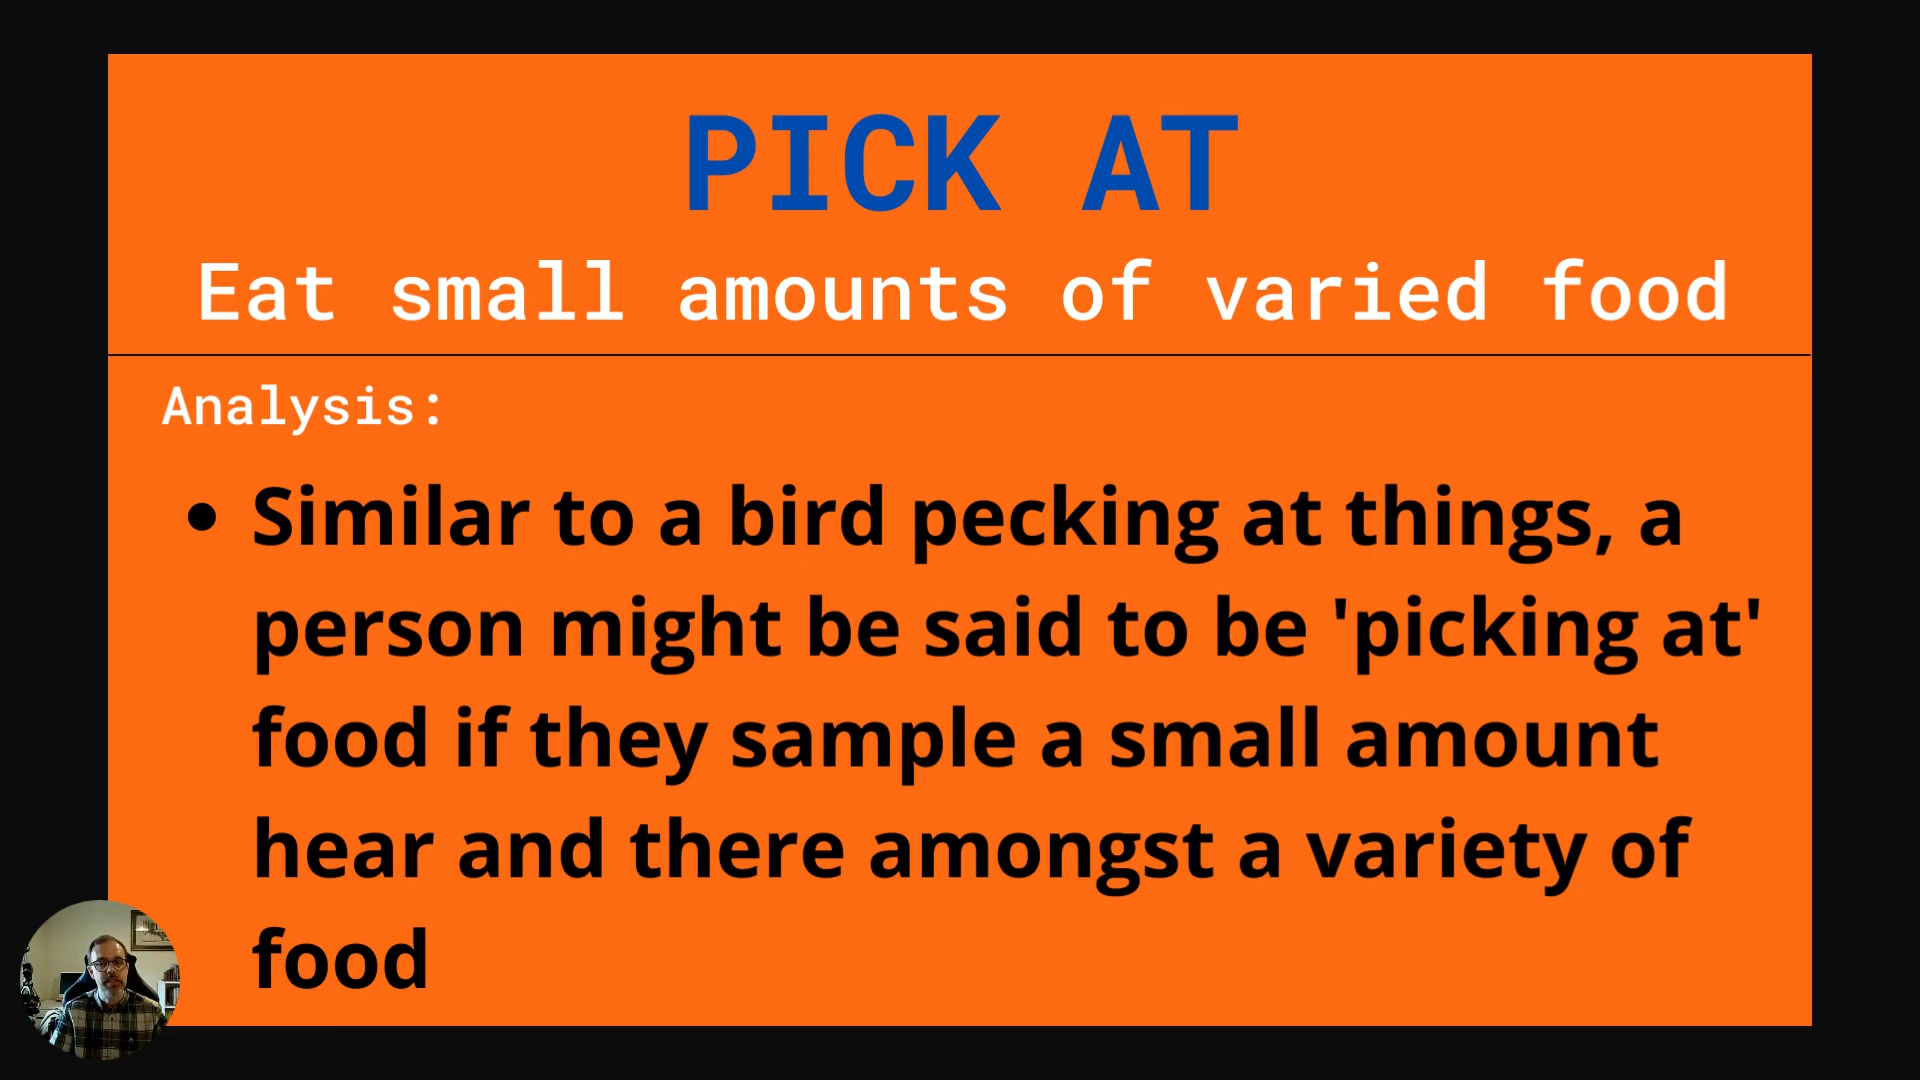 PICK AT
Eat small amounts of varied food
Analysis:
• Similar to a bird pecking at things, a
person might be said to be 'picking at'
food if they sample a small amount
hear and there amongst a variety of
food